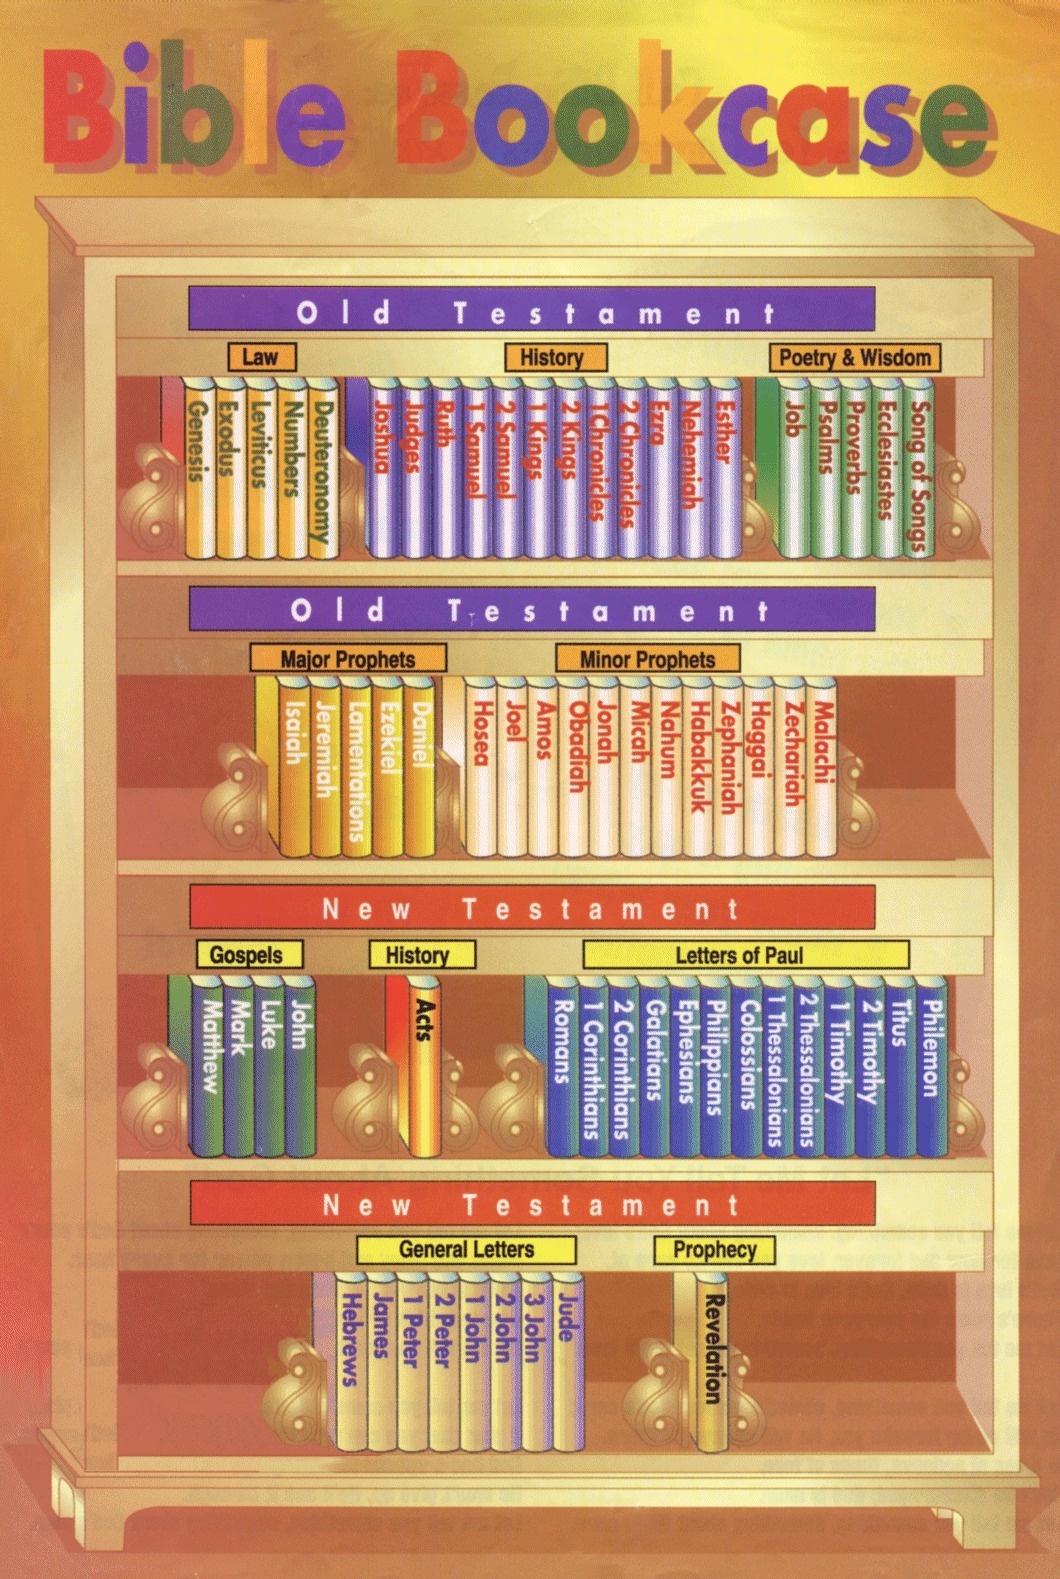 Bible Bookcase
Old Testament
Law
History
Poetry & Wisdom
Genesis
Exodus
Leviticus
Numbers
Deuteronomy
Joshua
Judges
Ruth
1 Samuel
2 Samuel
1 Kings
2 Kings
1Chronicles
2 Chronicles
Ezra
Nehemiah
Esther
Job
Psalms
Proverbs
Ecclesiastes
Song of Songs
Old Testament
Major Prophets
Minor Prophets
Isaiah
Jeremiah
Lamentations
Ezekiel
Daniel
Hosea
Joel
Amos
Obadiah
Jonah
Micah
Nahum
Habakkuk
Zephaniah
Haggai
Zechariah
Malachi
New Testament
Gospels
History
Letters of Paul
Matthew
Mark
Luke
John
Acts
Romans
1 Corinthians
2 Corinthians
Galatians
Ephesians
Philippians
Colossians
1 Thessalonians
2 Thessalonians
1 Timothy
2 Timothy
Titus
Philemon
New Testament
General Letters
Prophecy
Hebrews
James
1 Peter
2 Peter
1 John
2 John
3 John
Jude
Revelation